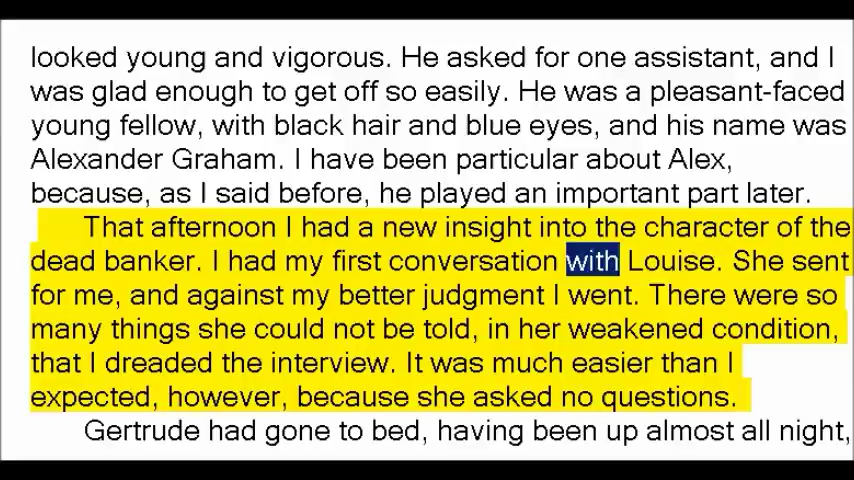 looked young and vigorous. He asked for one assistant, and I
was glad enough to get off so easily. He was a pleasant-faced
young fellow, with black hair and blue eyes, and his name was
Alexander Graham. I have been particular about Alex,
because, as I said before, he played an important part later.
That afternoon I had a new insight into the character of the
dead banker. I had my first conversation with Louise. She sent
for me, and against my better judgment I went. There were so
many things she could not be told, in her weakened condition,
that I dreaded the interview. It was much easier than I
expected, however, because she asked no questions.
Gertrude had gone to bed, having been up almost all night,